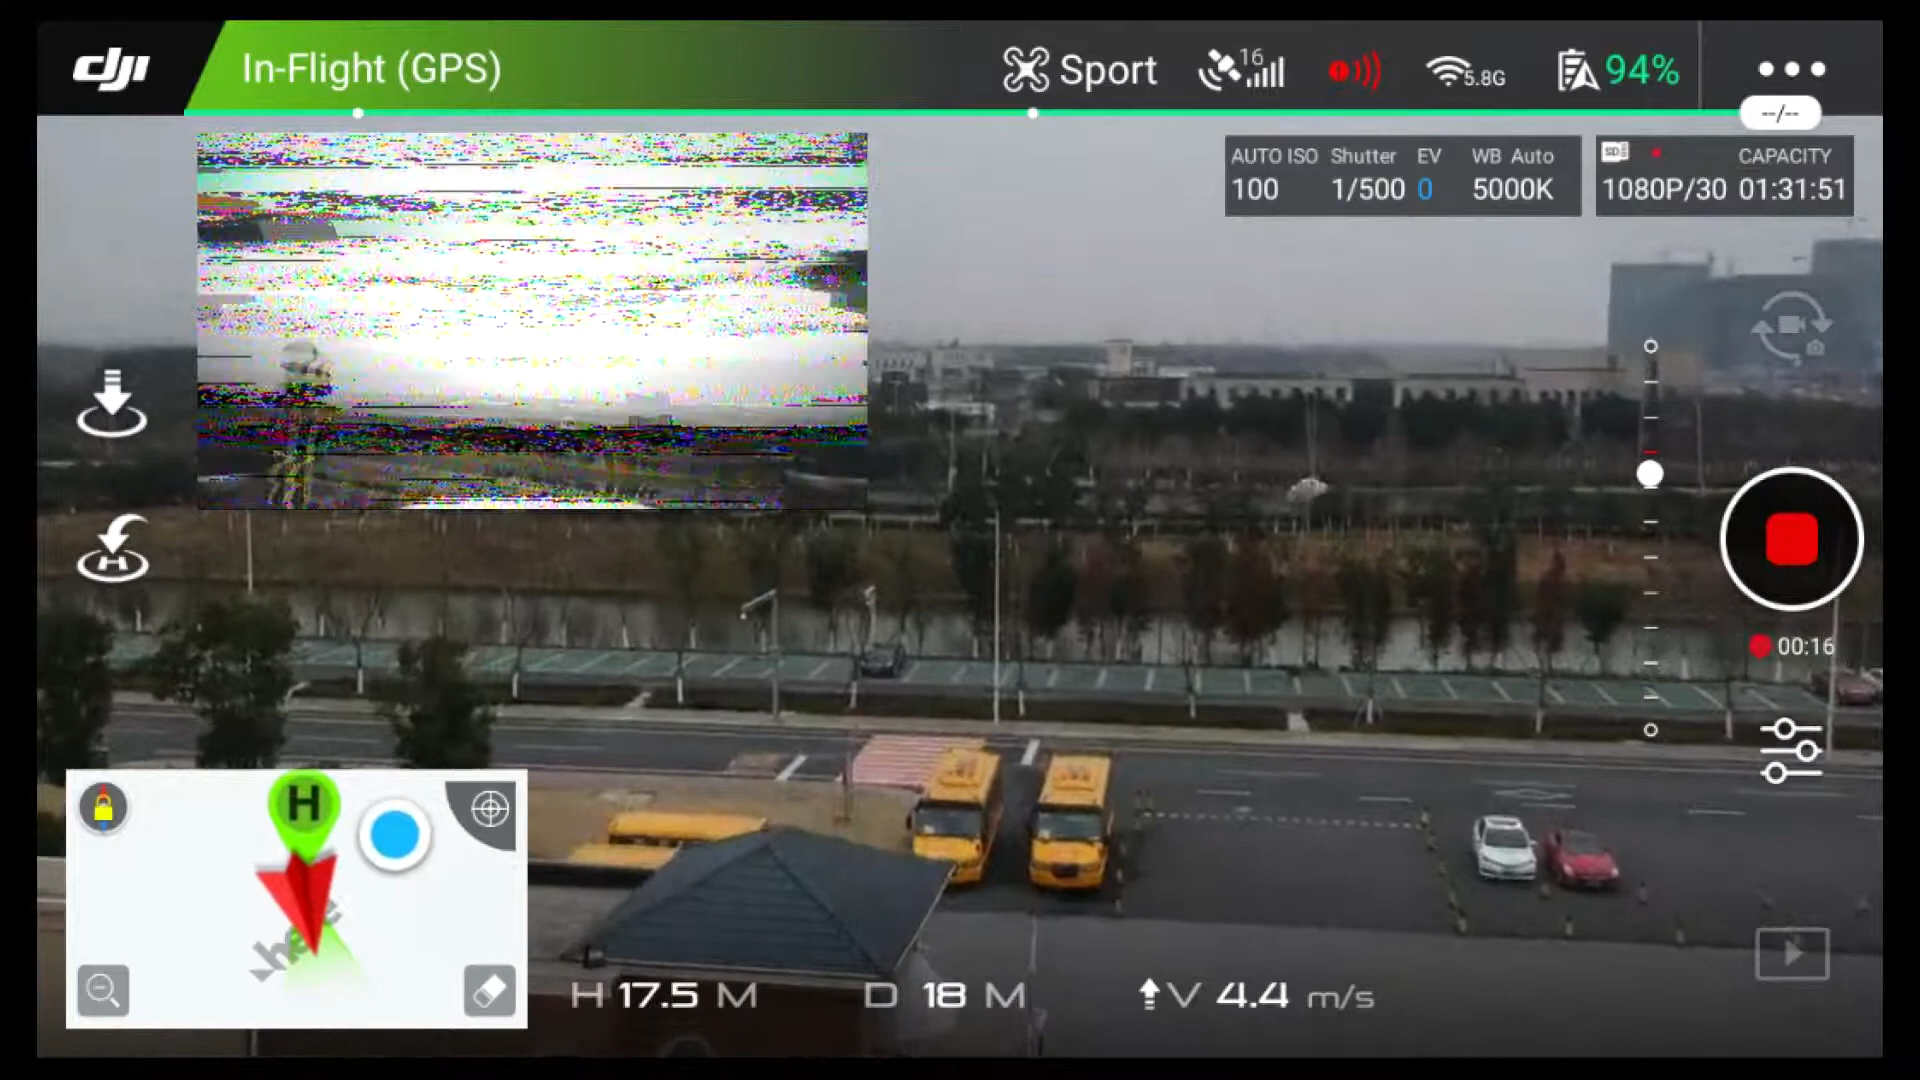 dji
In-Flight (GPS)
Sport
16
5.8G
94%
--/--
AUTO ISO Shutter EV WB Auto
100 1/500 0 5000K
SD CAPACITY
1080P/30 01:31:51
00:16
H
H
H 17.5 M D 18 M V 4.4 m/s